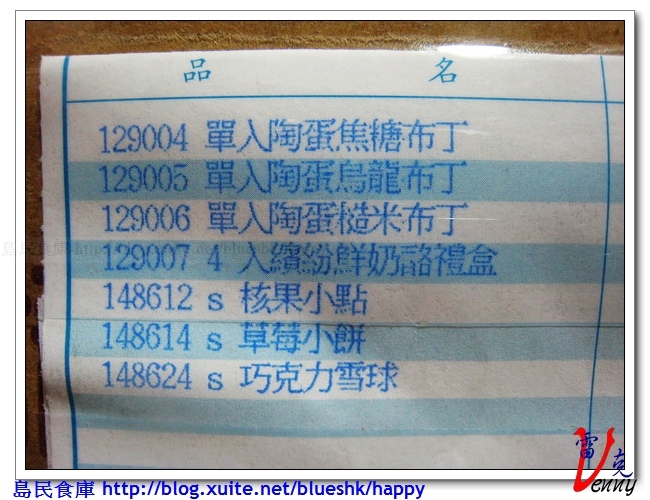 品 名
129004 單入陶蛋焦糖布丁
129005 單入陶蛋烏龍布丁
129006 單入陶蛋糙米布丁
129007 4 入繽紛鮮奶酪禮盒
148612 s 核果小點
148614 s 草莓小餅
148624 s 巧克力雪球
雷克
Venny
島民食庫 http://blog.xuite.net/blueshk/happy